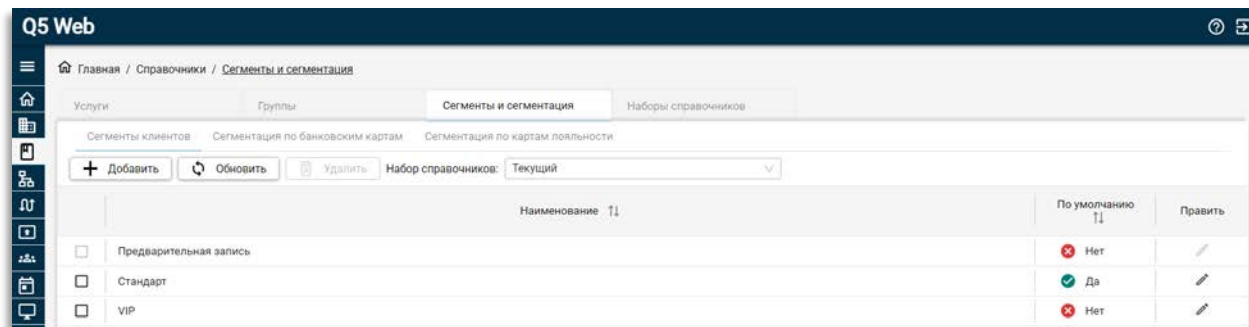 Q5 Web
Главная / Справочники / Сегменты и сегментация
Услуги Группы Сегменты и сегментация Наборы справочников
Сегменты клиентов Сегментация по банковским картам Сегментация по картам лояльности
Добавить Обновить Удалить Набор справочников: Текущий
Наименование По умолчанию Править
Предварительная запись Нет
Стандарт Да
VIP Нет